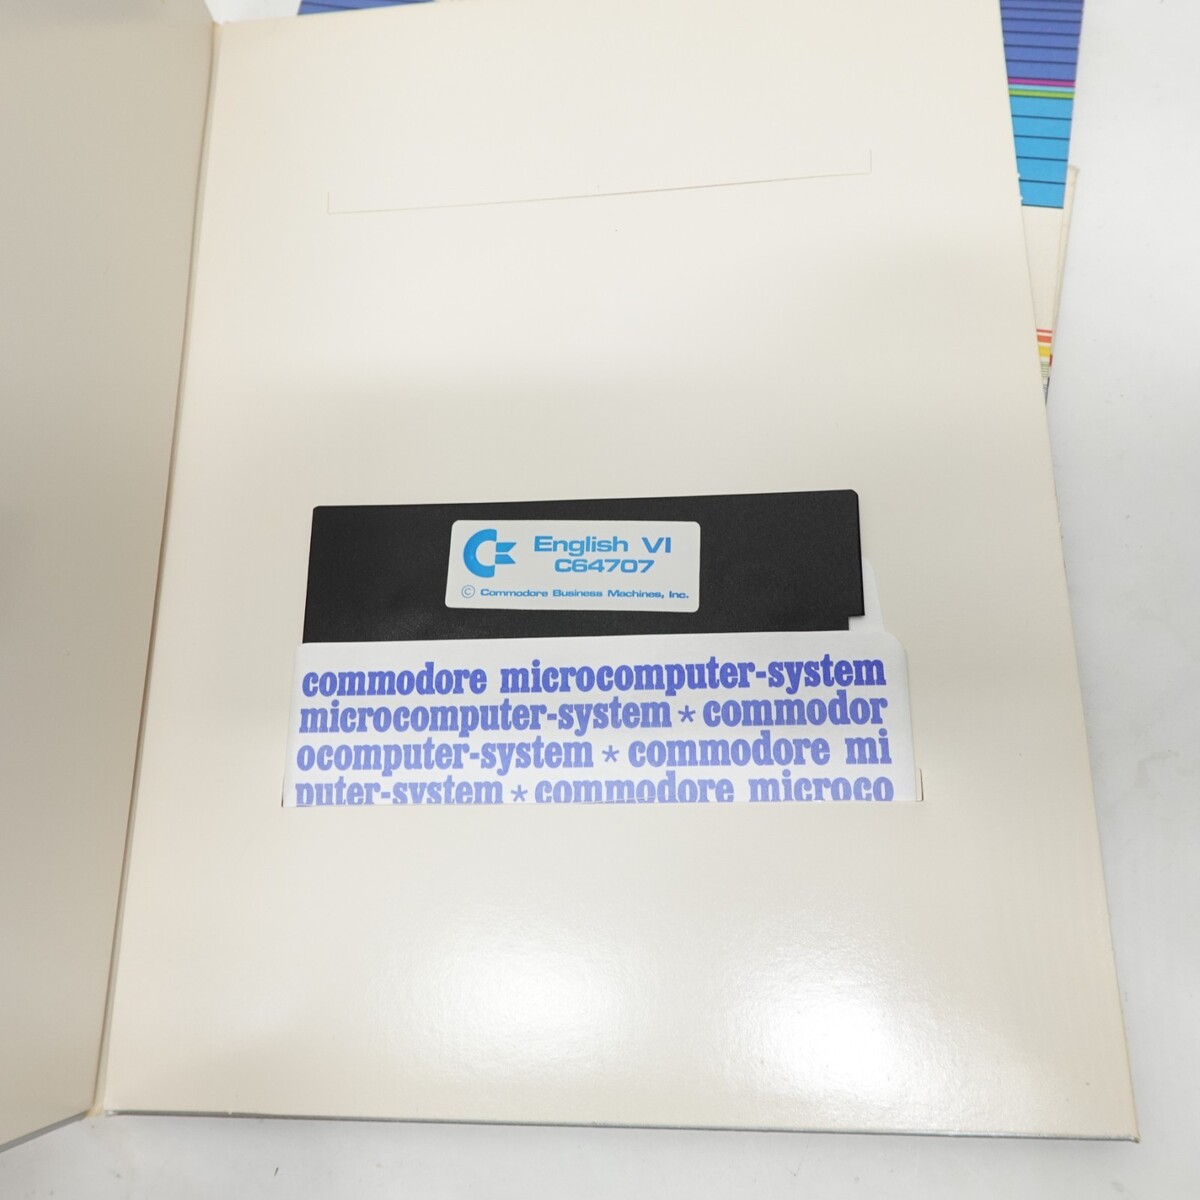 English VI
C64707
© Commodore Business Machines, Inc.
commodore microcomputer-system
microcomputer-system * commodor
ocomputer-system * commodore mi
puter-system * commodore microco